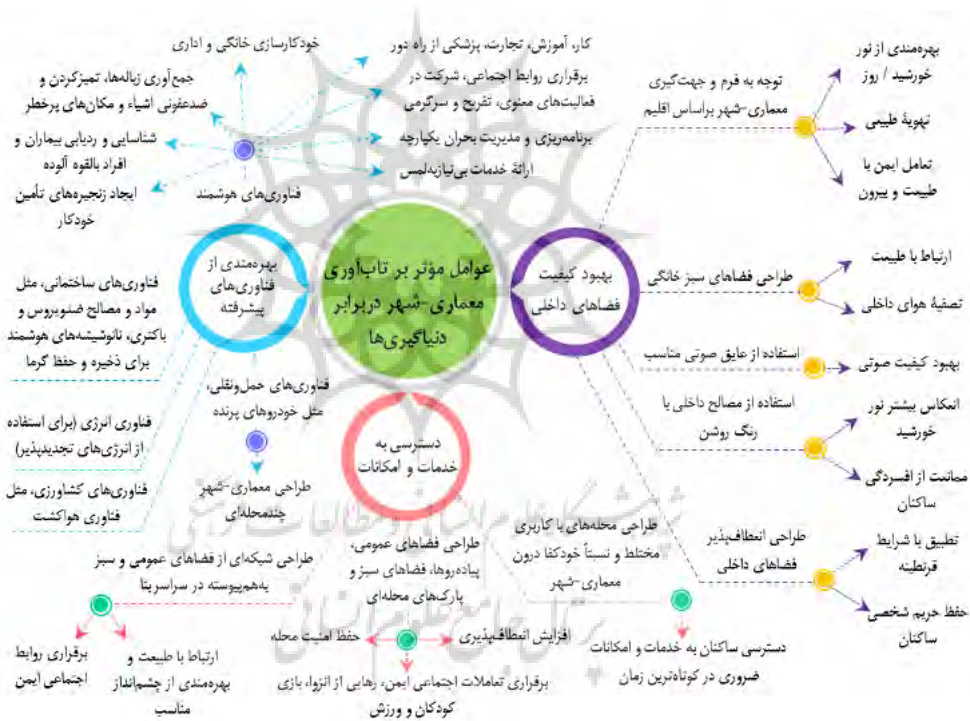 عوامل مؤثر بر تاب‌آوری
معماری-شهر دربرابر
دنیاگیری‌ها
بهبود کیفیت
فضاهای داخلی
توجه به فرم و جهت‌گیری
معماری-شهر براساس اقلیم
بهره‌مندی از نور
خورشید / روز
تهویهٔ طبیعی
تعامل ایمن با
طبیعت و بیرون
طراحی فضاهای سبز خانگی
ارتباط با طبیعت
تصفیهٔ هوای داخلی
استفاده از عایق صوتی مناسب
بهبود کیفیت صوتی
استفاده از مصالح داخلی با
رنگ روشن
انعکاس بیشتر نور
خورشید
ممانعت از افسردگی
ساکنان
طراحی انعطاف‌پذیر
فضاهای داخلی
تطبیق با شرایط
قرنطینه
حفظ حریم شخصی
ساکنان
دسترسی به
خدمات و امکانات
طراحی محله‌های با کاربری
مختلط و نسبتاً خودکفا درون
معماری-شهر
دسترسی ساکنان به خدمات و امکانات
ضروری در کوتاه‌ترین زمان
طراحی فضاهای عمومی،
پیاده‌روها، فضاهای سبز و
پارک‌های محله‌ای
افزایش انعطاف‌پذیری
حفظ امنیت محله
برقراری تعاملات اجتماعی ایمن، رهایی از انزوا، بازی
کودکان و ورزش
طراحی شبکه‌ای از فضاهای عمومی و سبز
به‌هم‌پیوسته در سراسر بنا
ارتباط با طبیعت و
بهره‌مندی از چشم‌انداز
مناسب
برقراری روابط
اجتماعی ایمن
بهره‌مندی از
فناوری‌های
پیشرفته
فناوری‌های هوشمند
کار، آموزش، تجارت، پزشکی از راه دور
برقراری روابط اجتماعی، شرکت در
فعالیت‌های معنوی، تفریح و سرگرمی
برنامه‌ریزی و مدیریت بحران یکپارچه
ارائهٔ خدمات بی‌نیازبه‌لمس
خودکارسازی خانگی و اداری
جمع‌آوری زباله‌ها، تمیزکردن و
ضدعفونی اشیاء و مکان‌های پرخطر
شناسایی و ردیابی بیماران و
افراد بالقوه آلوده
ایجاد زنجیره‌های تأمین
خودکار
فناوری‌های ساختمانی، مثل
مواد و مصالح ضدویروس و
باکتری، نانوشیشه‌های هوشمند
برای ذخیره و حفظ گرما
فناوری انرژی (برای استفاده
از انرژی‌های تجدیدپذیر)
فناوری‌های کشاورزی، مثل
فناوری هواکشت
فناوری‌های حمل‌ونقلی،
مثل خودروهای پرنده
طراحی معماری-شهرِ
چندمحله‌ای
پژوهشگاه علوم انسانی و مطالعات فرهنگی
پرتال جامع علوم انسانی